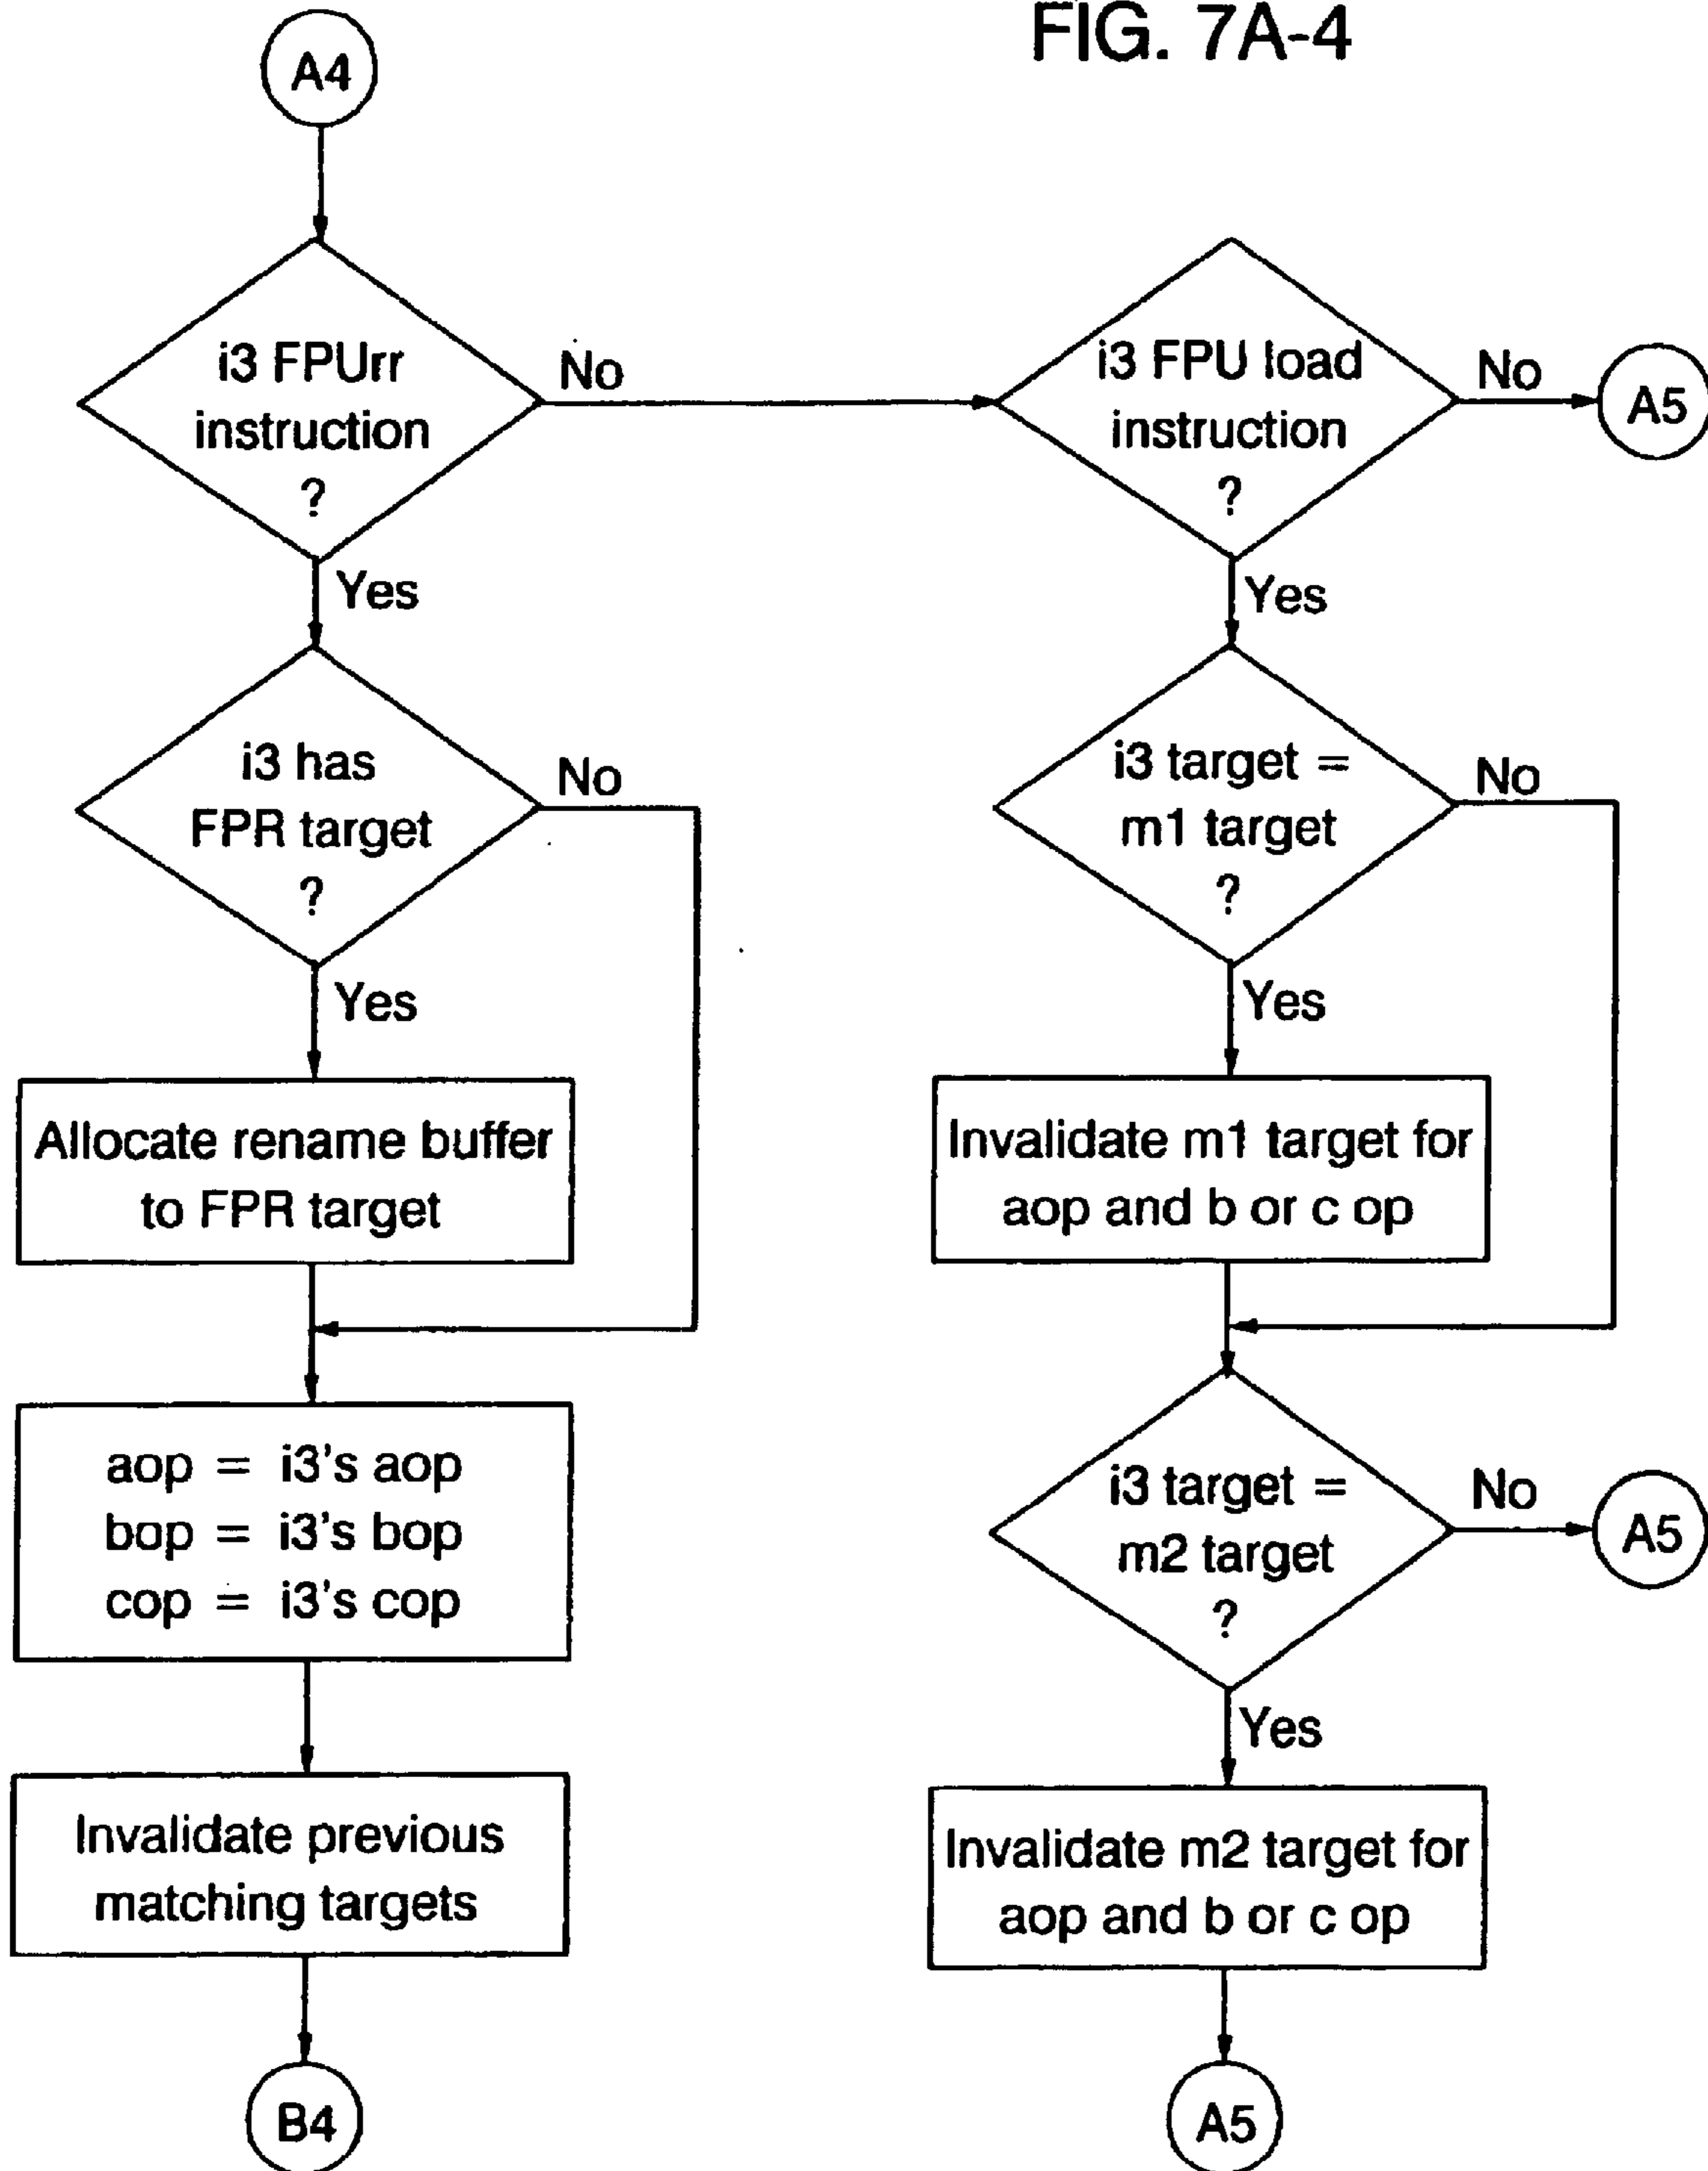 FIG. 7A-4
A4
i3 FPUrr
instruction
?
No
Yes
i3 FPU load
instruction
?
No
A5
Yes
i3 has
FPR target
?
No
Yes
i3 target =
m1 target
?
No
Yes
Allocate rename buffer
to FPR target
Invalidate m1 target for
aop and b or c op
aop = i3's aop
bop = i3's bop
cop = i3's cop
i3 target =
m2 target
?
No
A5
Yes
Invalidate previous
matching targets
Invalidate m2 target for
aop and b or c op
B4
A5